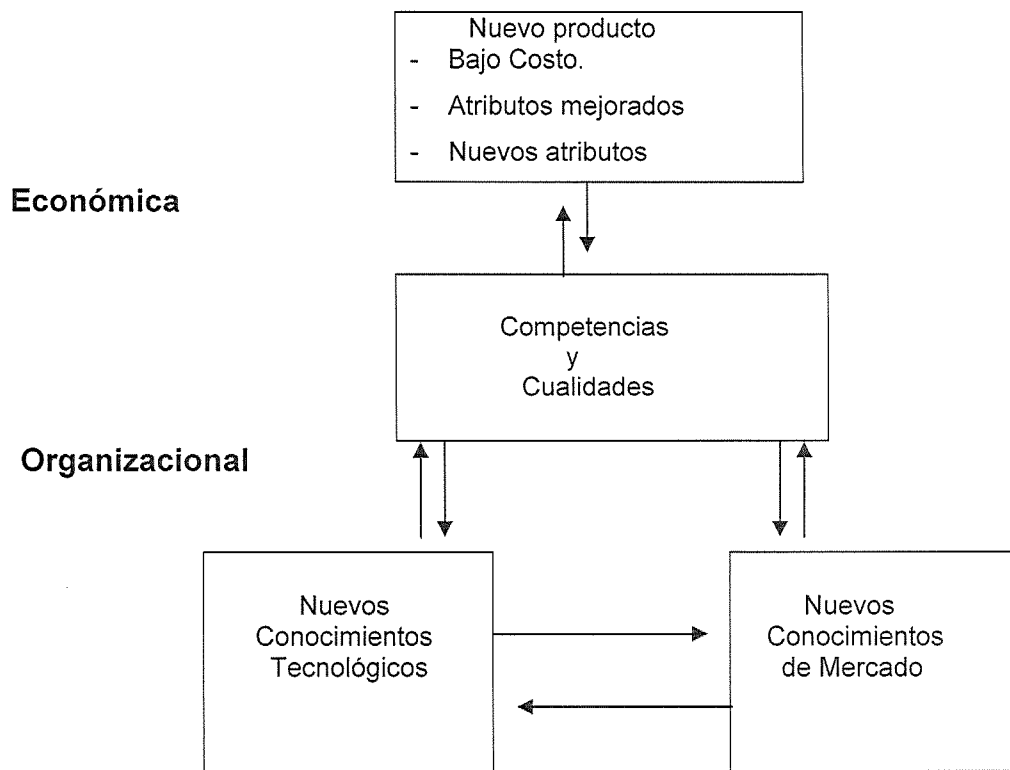 Nuevo producto
- Bajo Costo.
- Atributos mejorados
- Nuevos atributos
Económica
Competencias
y
Cualidades
Organizacional
Nuevos
Conocimientos
Tecnológicos
Nuevos
Conocimientos
de Mercado